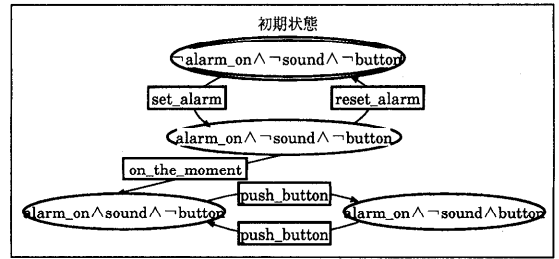 初期状態
¬alarm_on∧¬sound∧¬button
set_alarm
reset_alarm
alarm_on∧¬sound∧¬button
on_the_moment
push_button
alarm_on∧sound∧¬button
alarm_on∧¬sound∧button
push_button